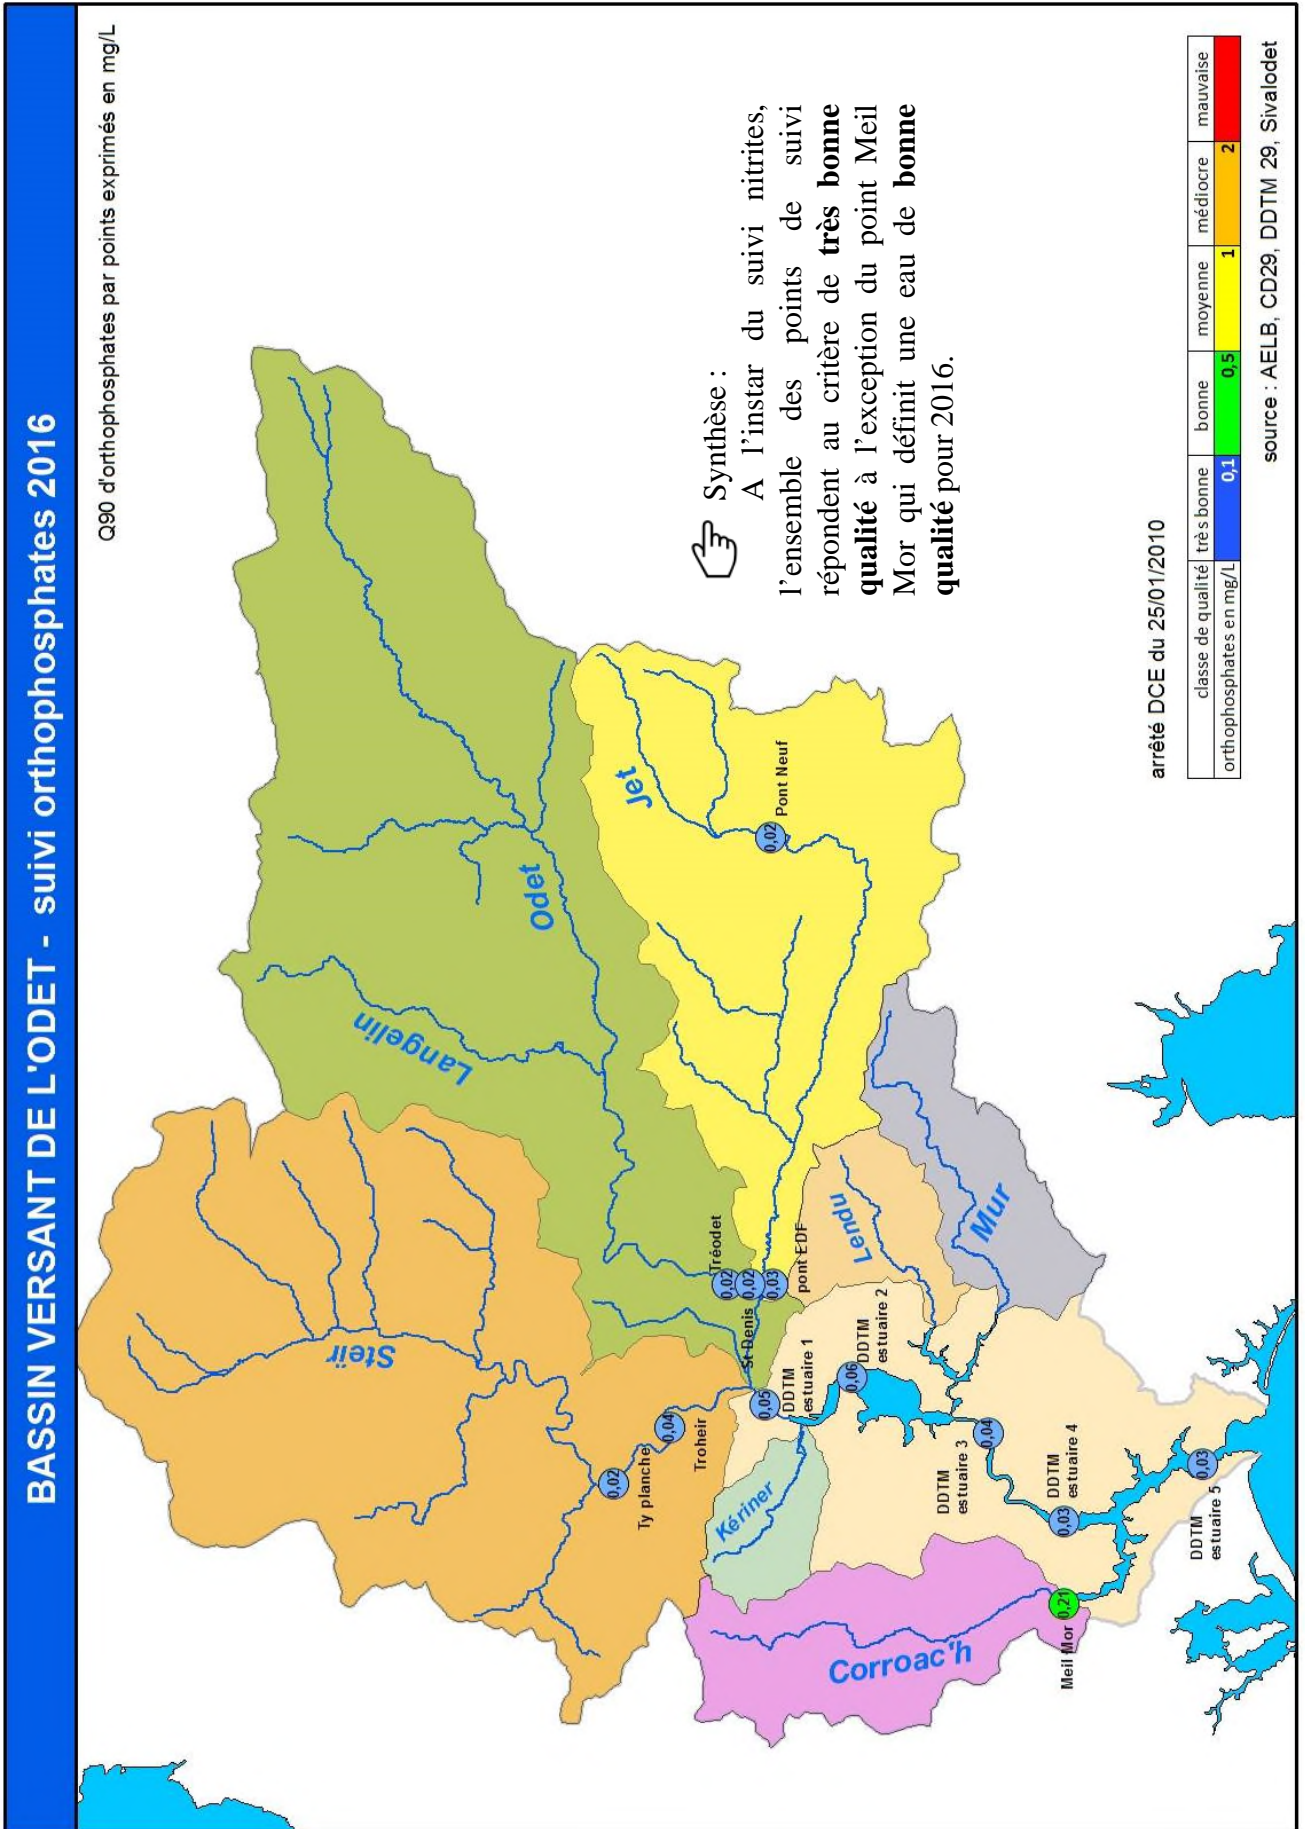 BASSIN VERSANT DE L'ODET - suivi orthophosphates 2016
Q90 d'orthophosphates par points exprimés en mg/L
Steïr
Langelin
Odet
Jet
0,02
Pont Neuf
Tréodet
0,02
0,02
0,03
St Denis
pont EDF
Lendu
Mur
0,02
Ty planche
0,04
Troheir
0,05
DDTM
estuaire 1
0,06
DDTM
estuaire 2
Kériner
DDTM
estuaire 3
0,04
DDTM
estuaire 4
0,03
DDTM
estuaire 5
0,03
Corroac'h
Meil Mor
0,21
Synthèse :
A l'instar du suivi nitrites,
l'ensemble des points de suivi
répondent au critère de très bonne
qualité à l'exception du point Meil
Mor qui définit une eau de bonne
qualité pour 2016.
arrêté DCE du 25/01/2010
classe de qualité très bonne bonne moyenne médiocre mauvaise
orthophosphates en mg/L 0,1 0,5 1 2
source : AELB, CD29, DDTM 29, Sivalodet